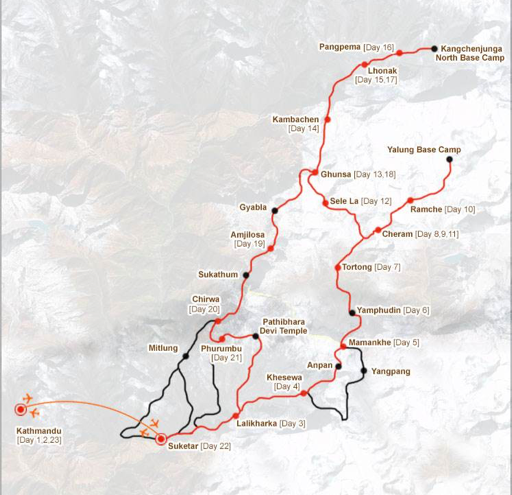 Pangpema [Day 16]
Kangchenjunga
North Base Camp
Lhonak
[Day 15,17]
Kambachen
[Day 14]
Yalung Base Camp
Ghunsa [Day 13,18]
Sele La [Day 12]
Ramche [Day 10]
Gyabla
Cheram [Day 8,9,11]
Amjilosa
[Day 19]
Tortong [Day 7]
Sukathum
Chirwa
[Day 20]
Yamphudin [Day 6]
Pathibhara
Devi Temple
Mamankhe [Day 5]
Mitlung
Phurumbu
[Day 21]
Anpan
Yangpang
Khesewa
[Day 4]
Lalikharka [Day 3]
Kathmandu
[Day 1,2,23]
Suketar [Day 22]